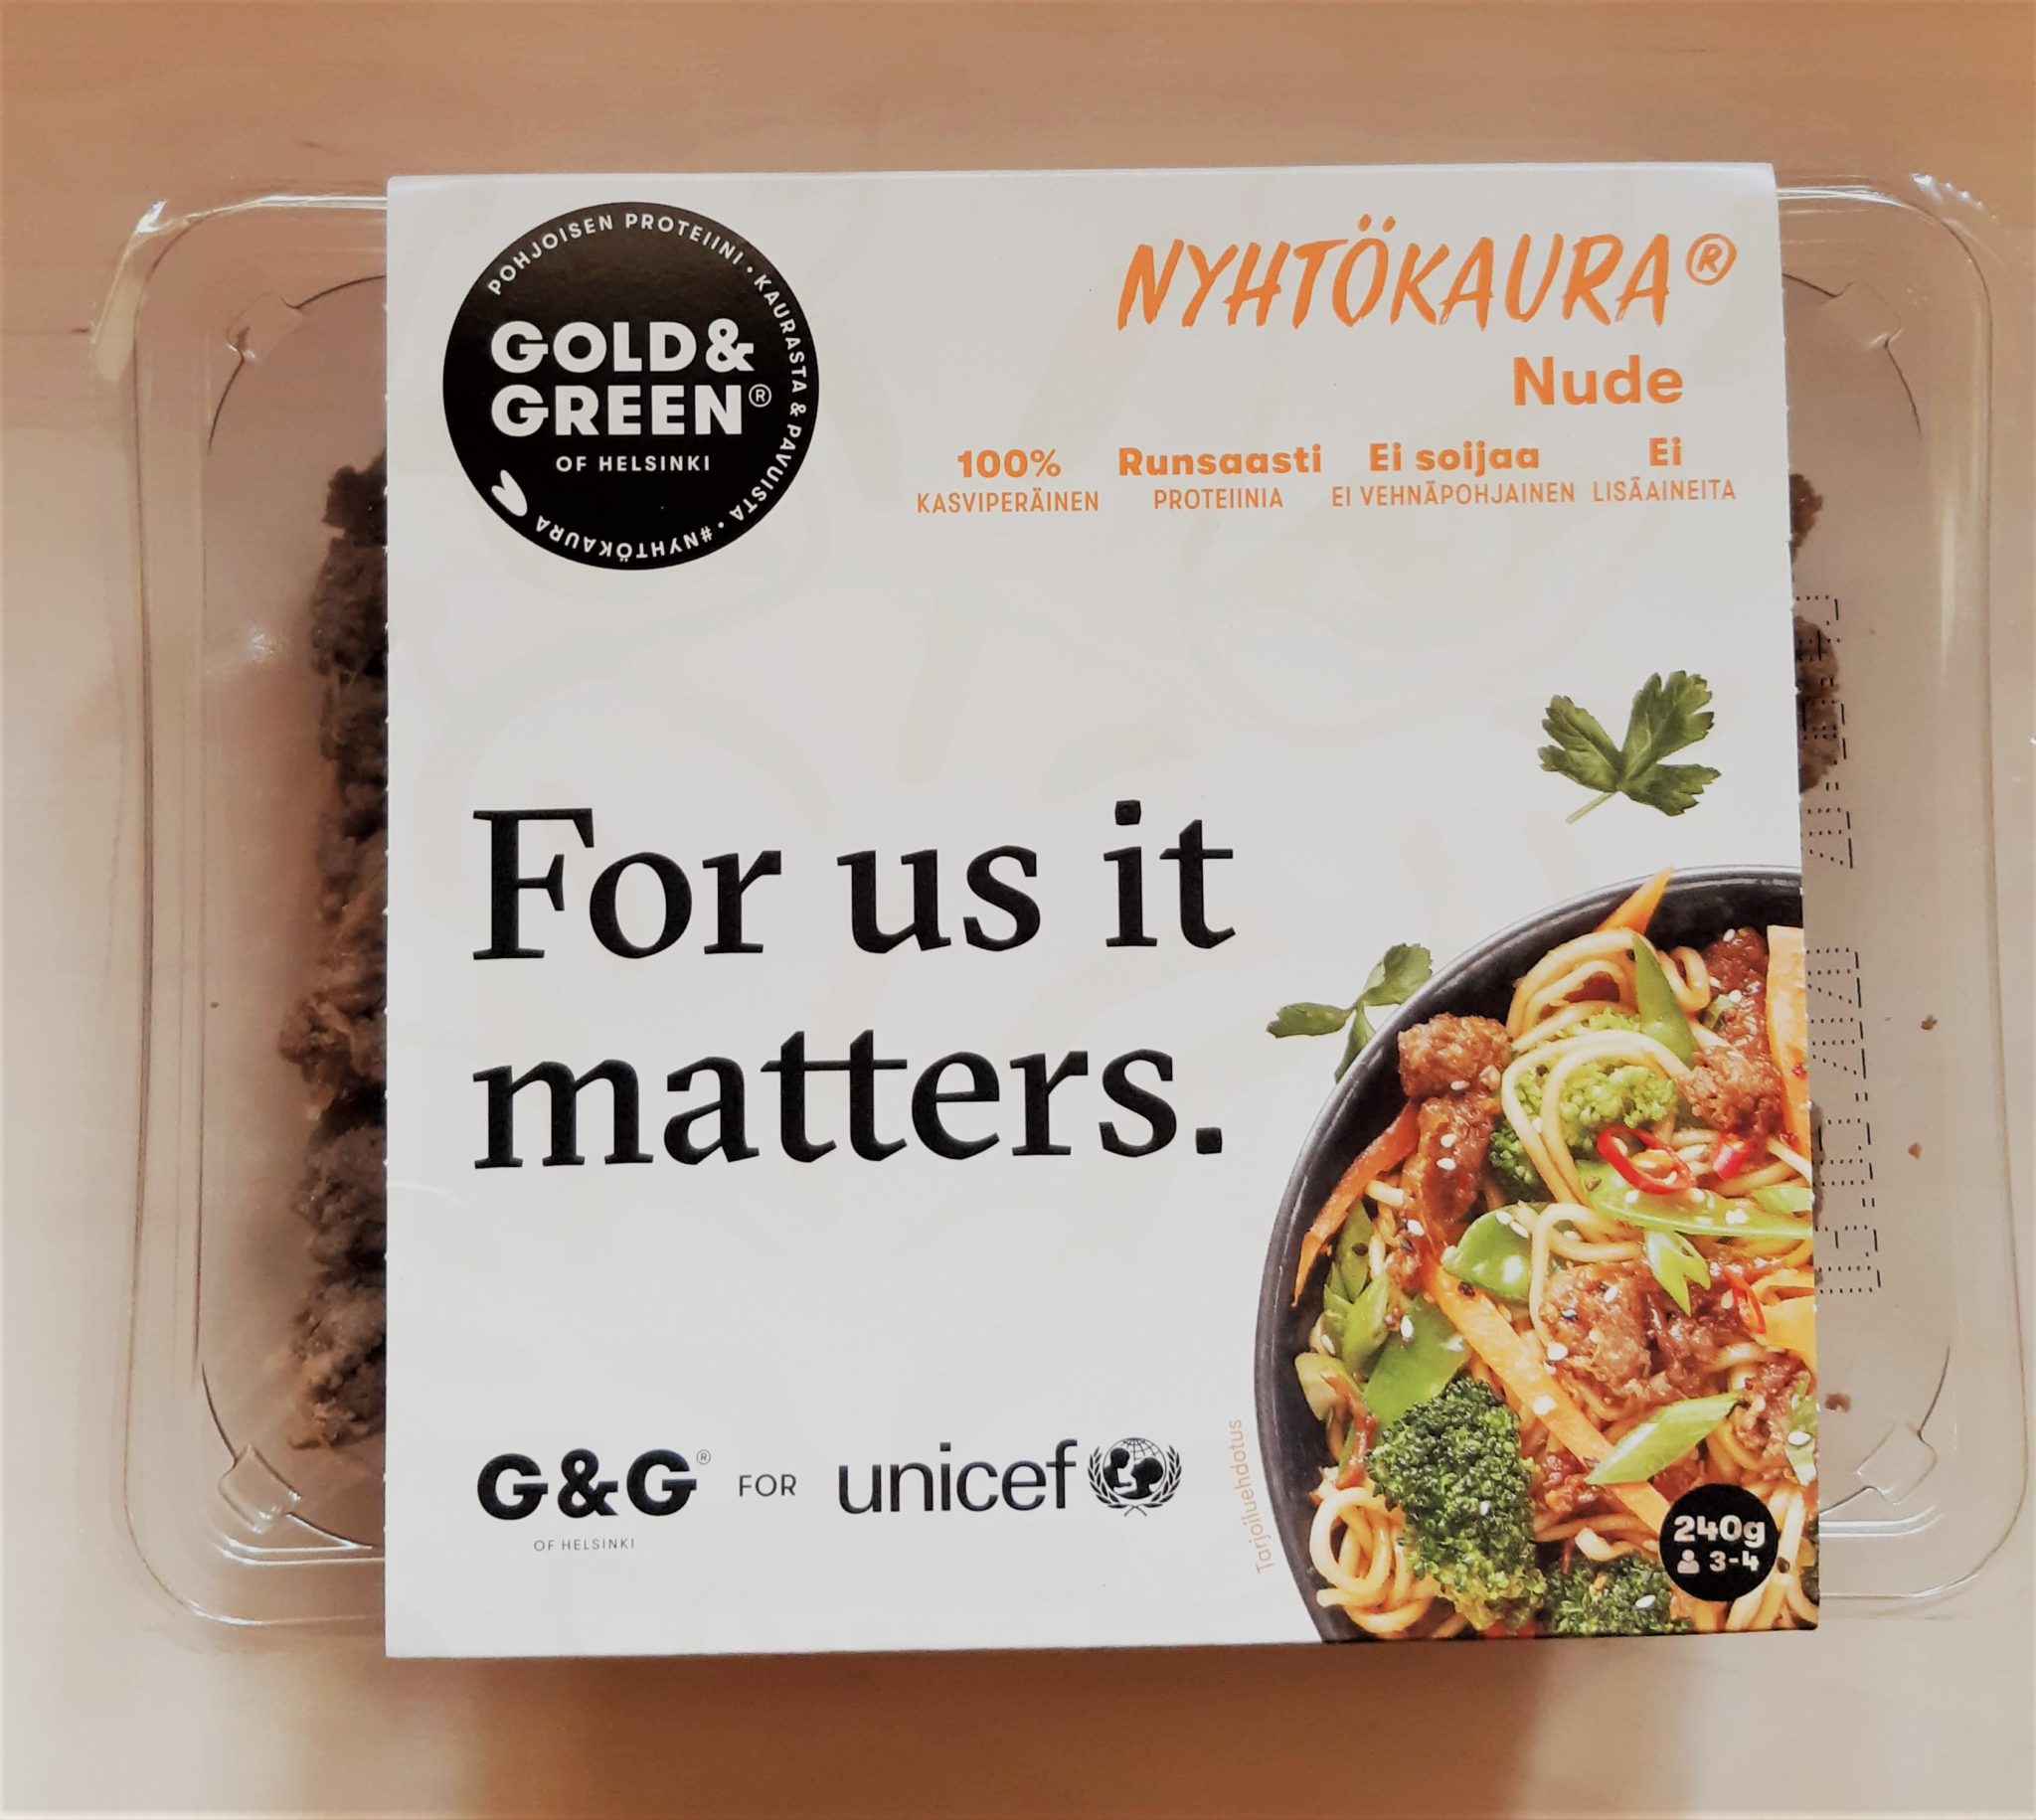 POHJOISEN PROTEIINI • KAURASTA & PAVUISTA • #NYHTÖKAURA
GOLD&
GREEN®
OF HELSINKI
NYHTÖKAURA®
Nude
100%
KASVIPERÄINEN
Runsaasti
PROTEIINIA
Ei soijaa
EI VEHNÄPOHJAINEN
Ei
LISÄAINEITA
For us it
matters.
G&G®
OF HELSINKI
FOR
unicef
Tarjoiluehdotus
240g
3-4